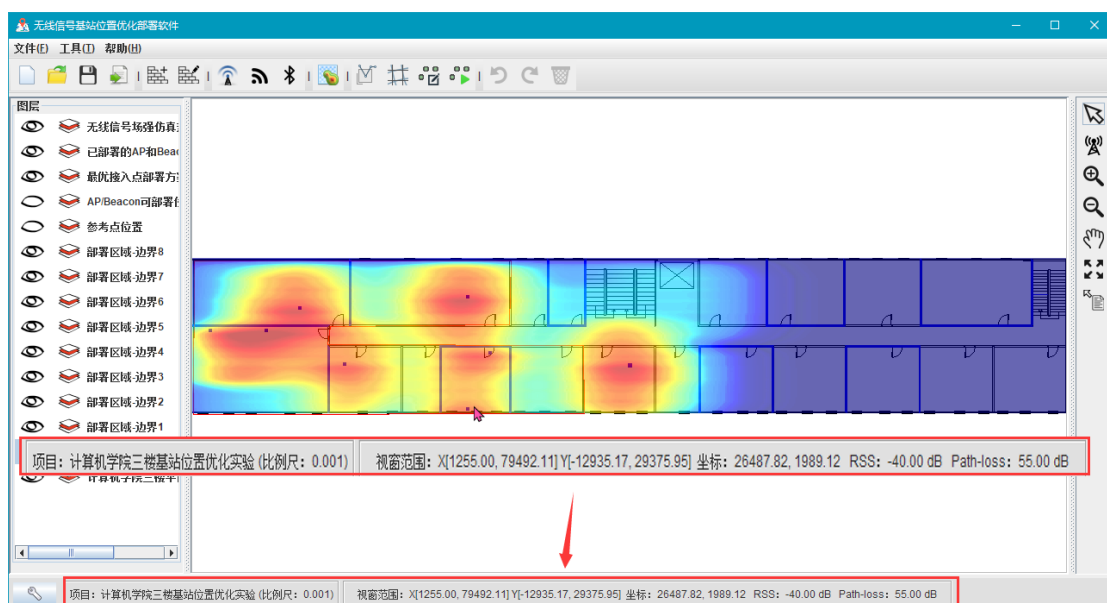 无线信号基站位置优化部署软件
文件(F) 工具(T) 帮助(H)
图层
无线信号场强仿真
已部署的AP和Beac
最优接入点部署方
AP/Beacon可部署
参考点位置
部署区域-边界8
部署区域-边界7
部署区域-边界6
部署区域-边界5
部署区域-边界4
部署区域-边界3
部署区域-边界2
部署区域-边界1
项目：计算机学院三楼基站位置优化实验 (比例尺：0.001) 视窗范围：X[1255.00, 79492.11] Y[-12935.17, 29375.95] 坐标：26487.82, 1989.12 RSS：-40.00 dB Path-loss：55.00 dB
计算机学院三楼平
项目：计算机学院三楼基站位置优化实验 (比例尺：0.001) 视窗范围：X[1255.00, 79492.11] Y[-12935.17, 29375.95] 坐标：26487.82, 1989.12 RSS：-40.00 dB Path-loss：55.00 dB